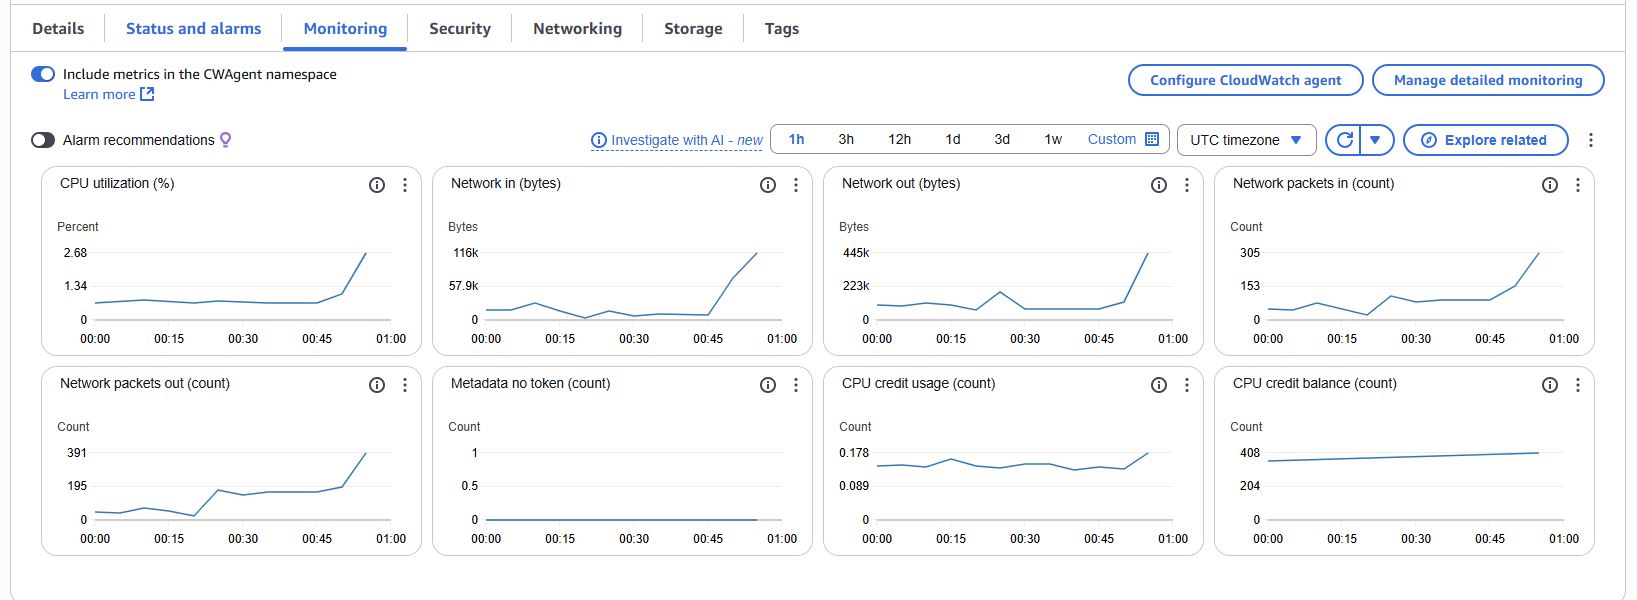 Details Status and alarms Monitoring Security Networking Storage Tags
Include metrics in the CWAgent namespace
Learn more
Configure CloudWatch agent Manage detailed monitoring
Alarm recommendations
Investigate with AI - new 1h 3h 12h 1d 3d 1w Custom UTC timezone Explore related
CPU utilization (%)
Percent
2.68
1.34
0
00:00 00:15 00:30 00:45 01:00
Network in (bytes)
Bytes
116k
57.9k
0
00:00 00:15 00:30 00:45 01:00
Network out (bytes)
Bytes
445k
223k
0
00:00 00:15 00:30 00:45 01:00
Network packets in (count)
Count
305
153
0
00:00 00:15 00:30 00:45 01:00
Network packets out (count)
Count
391
195
0
00:00 00:15 00:30 00:45 01:00
Metadata no token (count)
Count
1
0.5
0
00:00 00:15 00:30 00:45 01:00
CPU credit usage (count)
Count
0.178
0.089
0
00:00 00:15 00:30 00:45 01:00
CPU credit balance (count)
Count
408
204
0
00:00 00:15 00:30 00:45 01:00